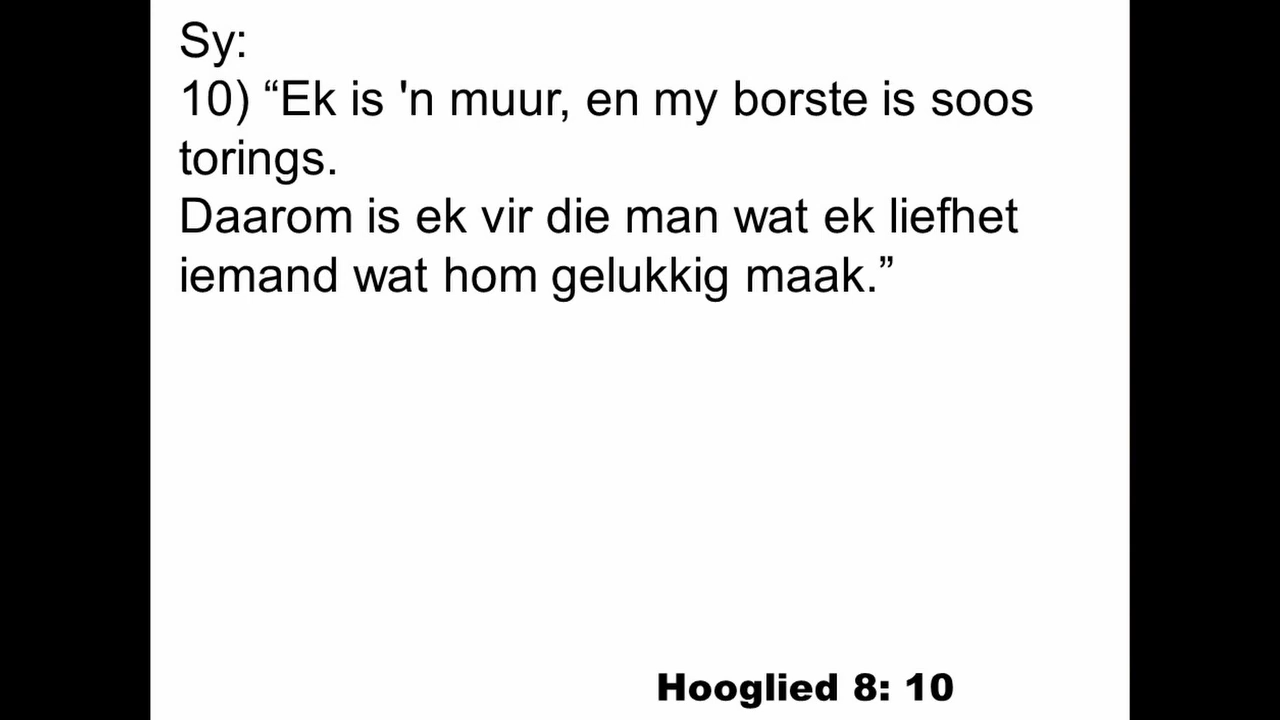 Sy:
10) “Ek is 'n muur, en my borste is soos
torings.
Daarom is ek vir die man wat ek liefhet
iemand wat hom gelukkig maak.”
Hooglied 8: 10